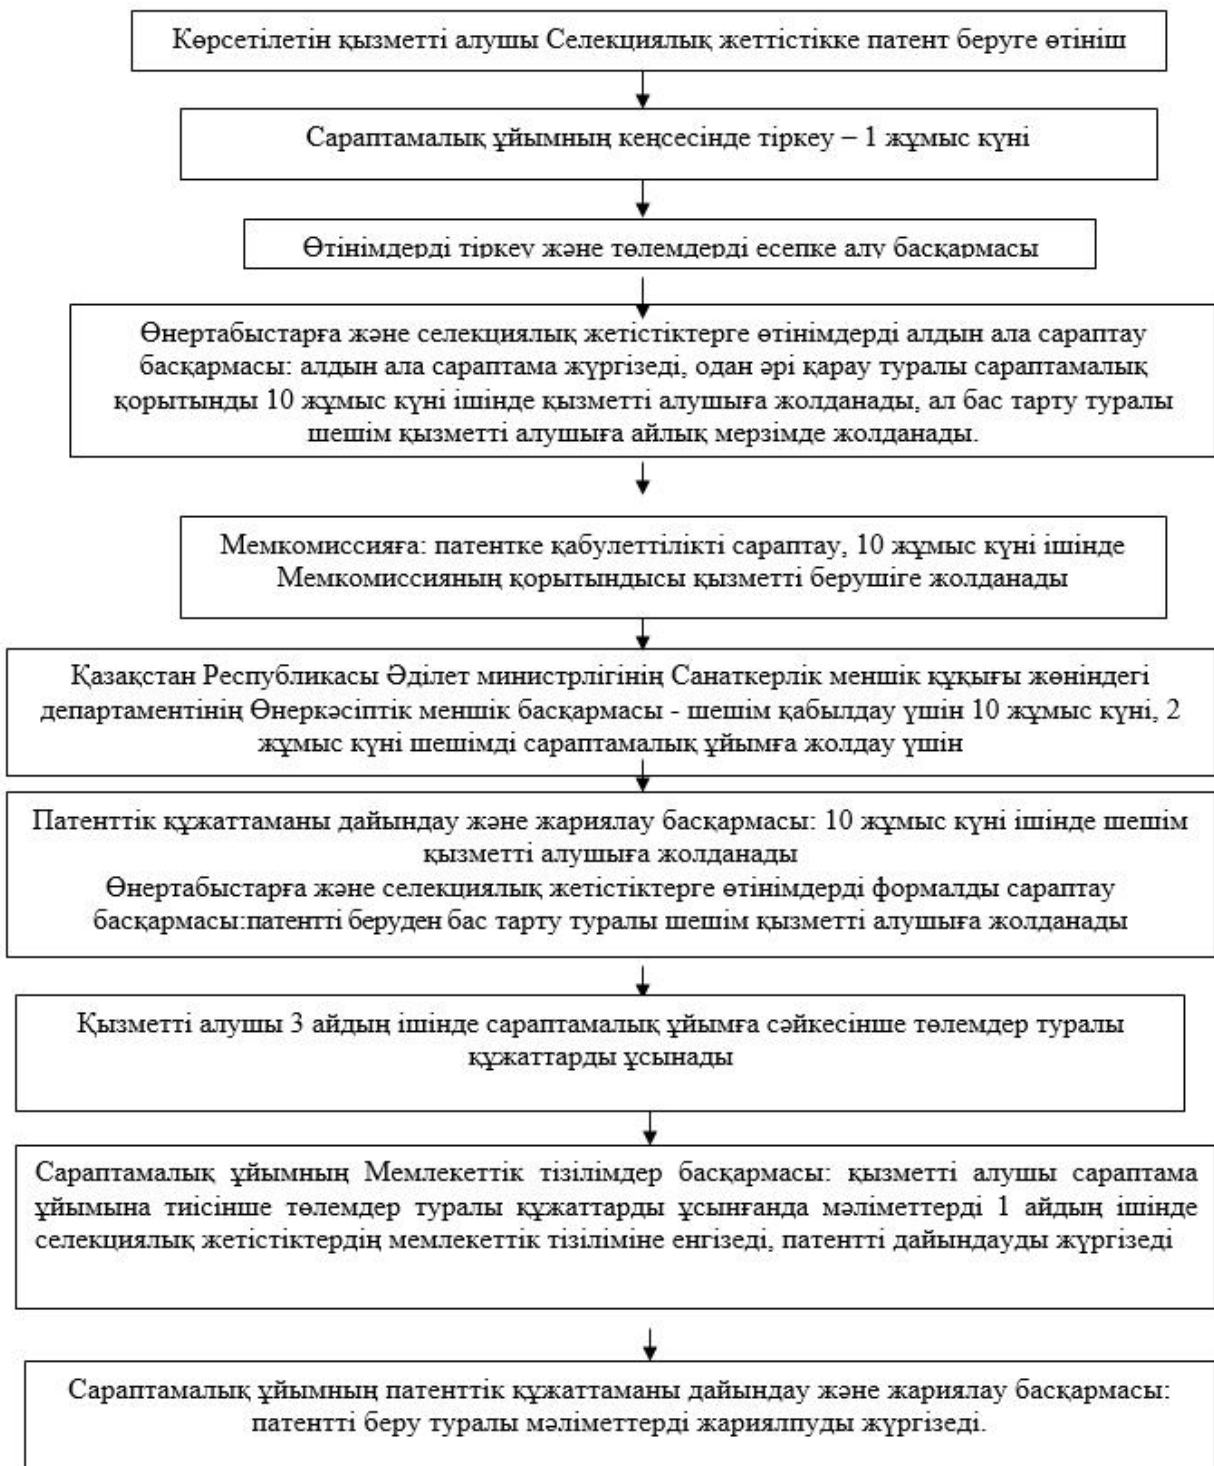 Көрсетілетін қызметті алушы Селекциялық жеттістікке патент беруге өтініш
Сараптамалық ұйымның кеңсесінде тіркеу – 1 жұмыс күні
Өтінімдерді тіркеу және төлемдерді есепке алу басқармасы
Өнертабыстарға және селекциялық жетістіктерге өтінімдерді алдын ала сараптау
басқармасы: алдын ала сараптама жүргізеді, одан әрі қарау туралы сараптамалық
қорытынды 10 жұмыс күні ішінде қызметті алушыға жолданады, ал бас тарту туралы
шешім қызметті алушыға айлық мерзімде жолданады.
Мемкомиссияға: патентке қабулеттілікті сараптау, 10 жұмыс күні ішінде
Мемкомиссияның қорытындысы қызметті берушіге жолданады
Қазақстан Республикасы Әділет министрлігінің Санаткерлік меншік құқығы жөніндегі
департаментінің Өнеркәсіптік меншік басқармасы - шешім қабылдау үшін 10 жұмыс күні, 2
жұмыс күні шешімді сараптамалық ұйымға жолдау үшін
Патенттік құжаттаманы дайындау және жариялау басқармасы: 10 жұмыс күні ішінде шешім
қызметті алушыға жолданады
Өнертабыстарға және селекциялық жетістіктерге өтінімдерді формалды сараптау
басқармасы:патентті беруден бас тарту туралы шешім қызметті алушыға жолданады
Қызметті алушы 3 айдың ішінде сараптамалық ұйымға сәйкесінше төлемдер туралы
құжаттарды ұсынады
Сараптамалық ұйымның Мемлекеттік тізілімдер басқармасы: қызметті алушы сараптама
ұйымына тиісінше төлемдер туралы құжаттарды ұсынғанда мәліметтерді 1 айдың ішінде
селекциялық жетістіктердің мемлекеттік тізіліміне енгізеді, патентті дайындауды жүргізеді
Сараптамалық ұйымның патенттік құжаттаманы дайындау және жариялау басқармасы:
патентті беру туралы мәліметтерді жариялпуды жүргізеді.